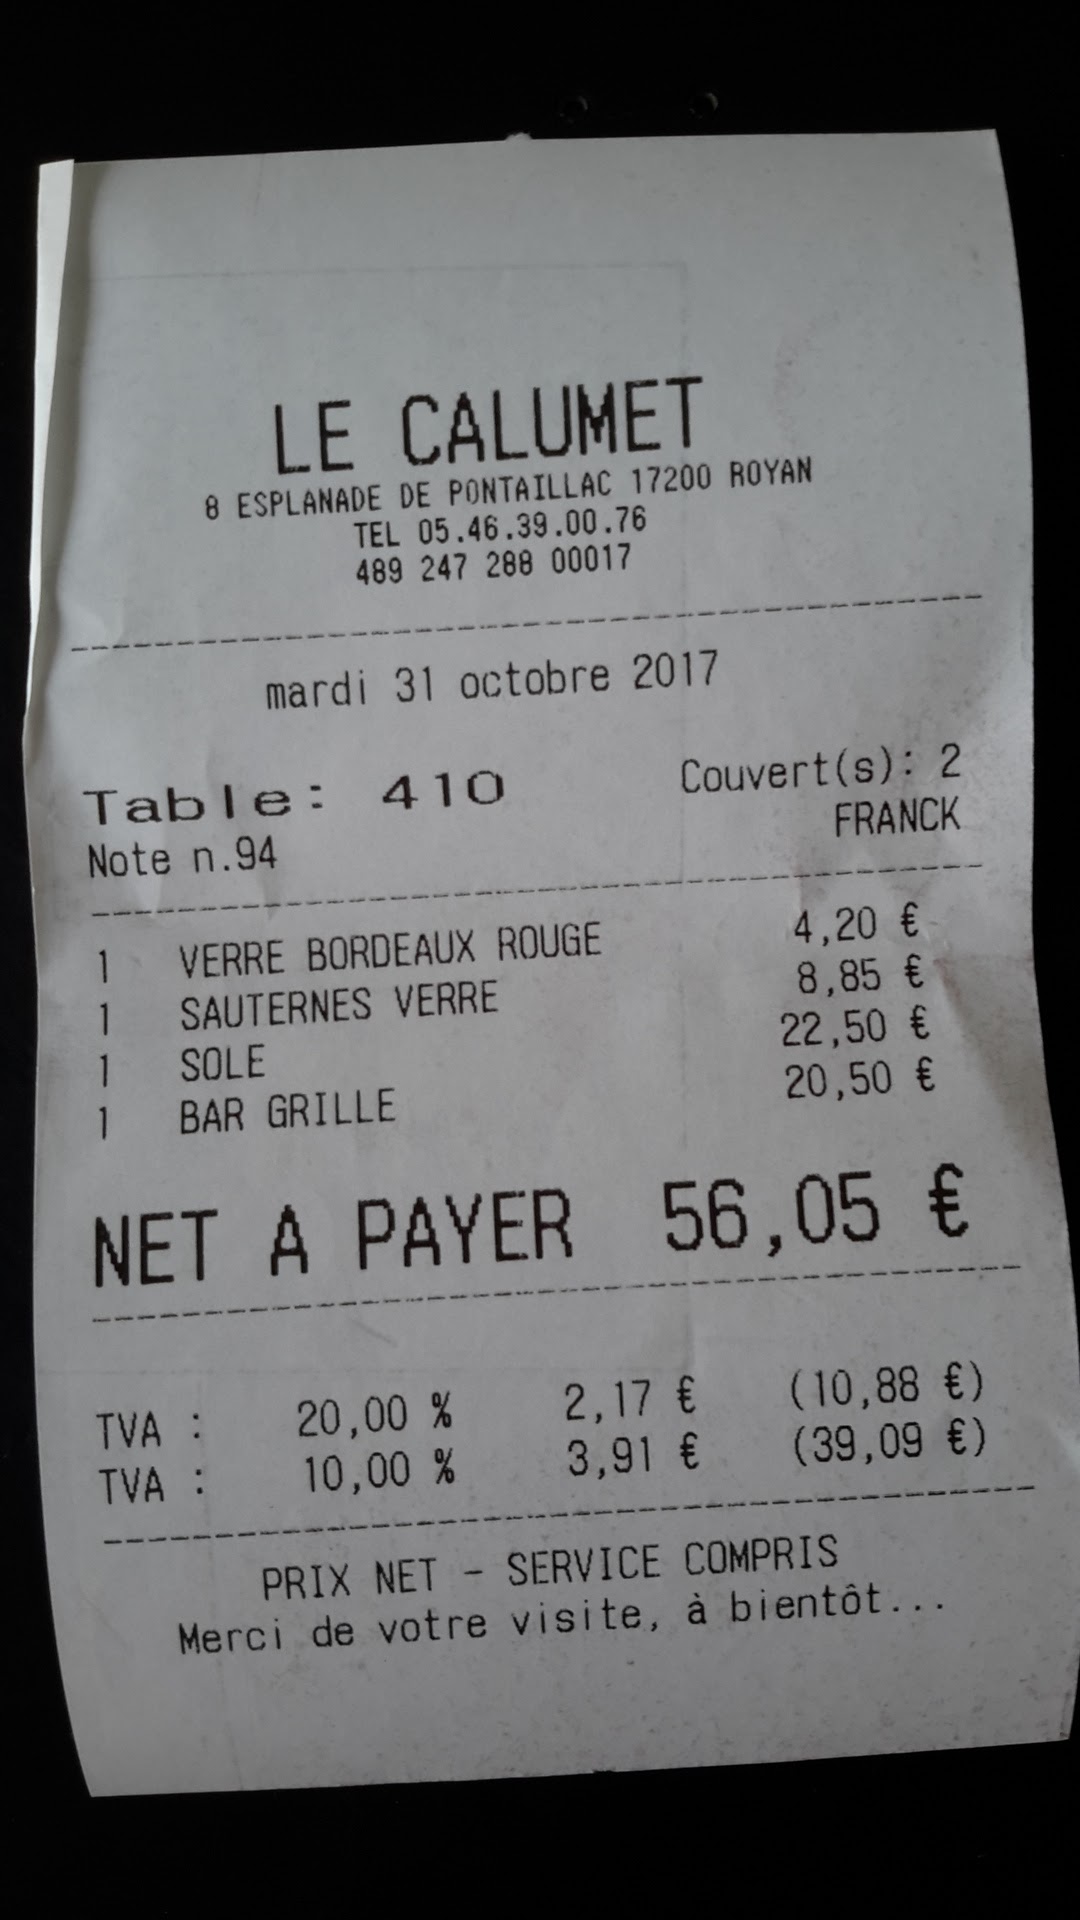 LE CALUMET
8 ESPLANADE DE PONTAILLAC 17200 ROYAN
TEL 05.46.39.00.76
489 247 288 00017
mardi 31 octobre 2017
Table: 410 Couvert(s): 2
Note n.94 FRANCK
1 VERRE BORDEAUX ROUGE 4,20 €
1 SAUTERNES VERRE 8,85 €
1 SOLE 22,50 €
1 BAR GRILLE 20,50 €
NET A PAYER 56,05 €
TVA : 20,00 % 2,17 € (10,88 €)
TVA : 10,00 % 3,91 € (39,09 €)
PRIX NET - SERVICE COMPRIS
Merci de votre visite, à bientôt...